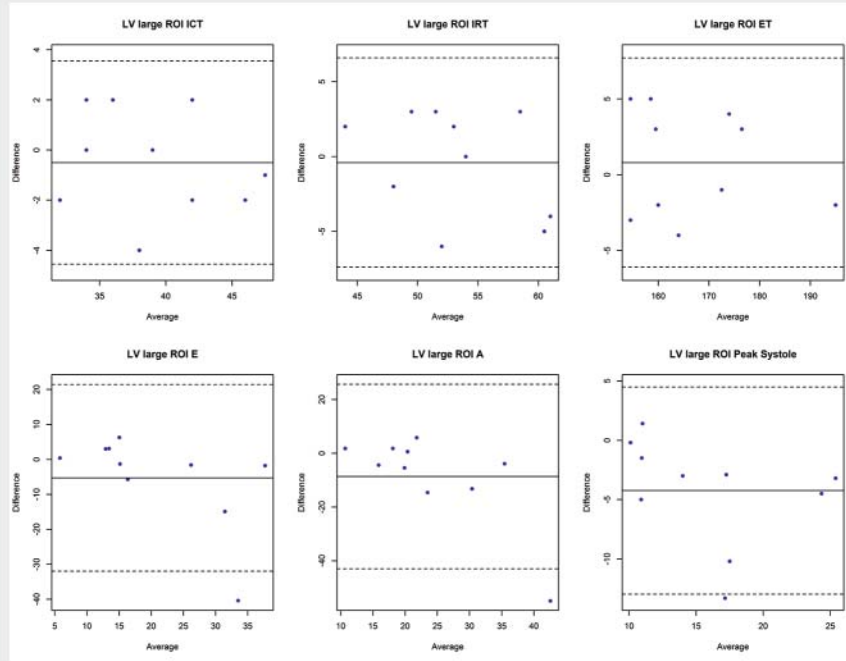 LV large ROI ICT
Difference
4
2
0
-2
-4
35 40 45
Average
LV large ROI IRT
Difference
5
0
-5
45 50 55 60
Average
LV large ROI ET
Difference
5
0
-5
160 170 180 190
Average
LV large ROI E
Difference
20
10
0
-10
-20
-30
-40
5 10 15 20 25 30 35
Average
LV large ROI A
Difference
20
0
-20
-40
10 15 20 25 30 35 40
Average
LV large ROI Peak Systole
Difference
5
0
-5
-10
10 15 20 25
Average